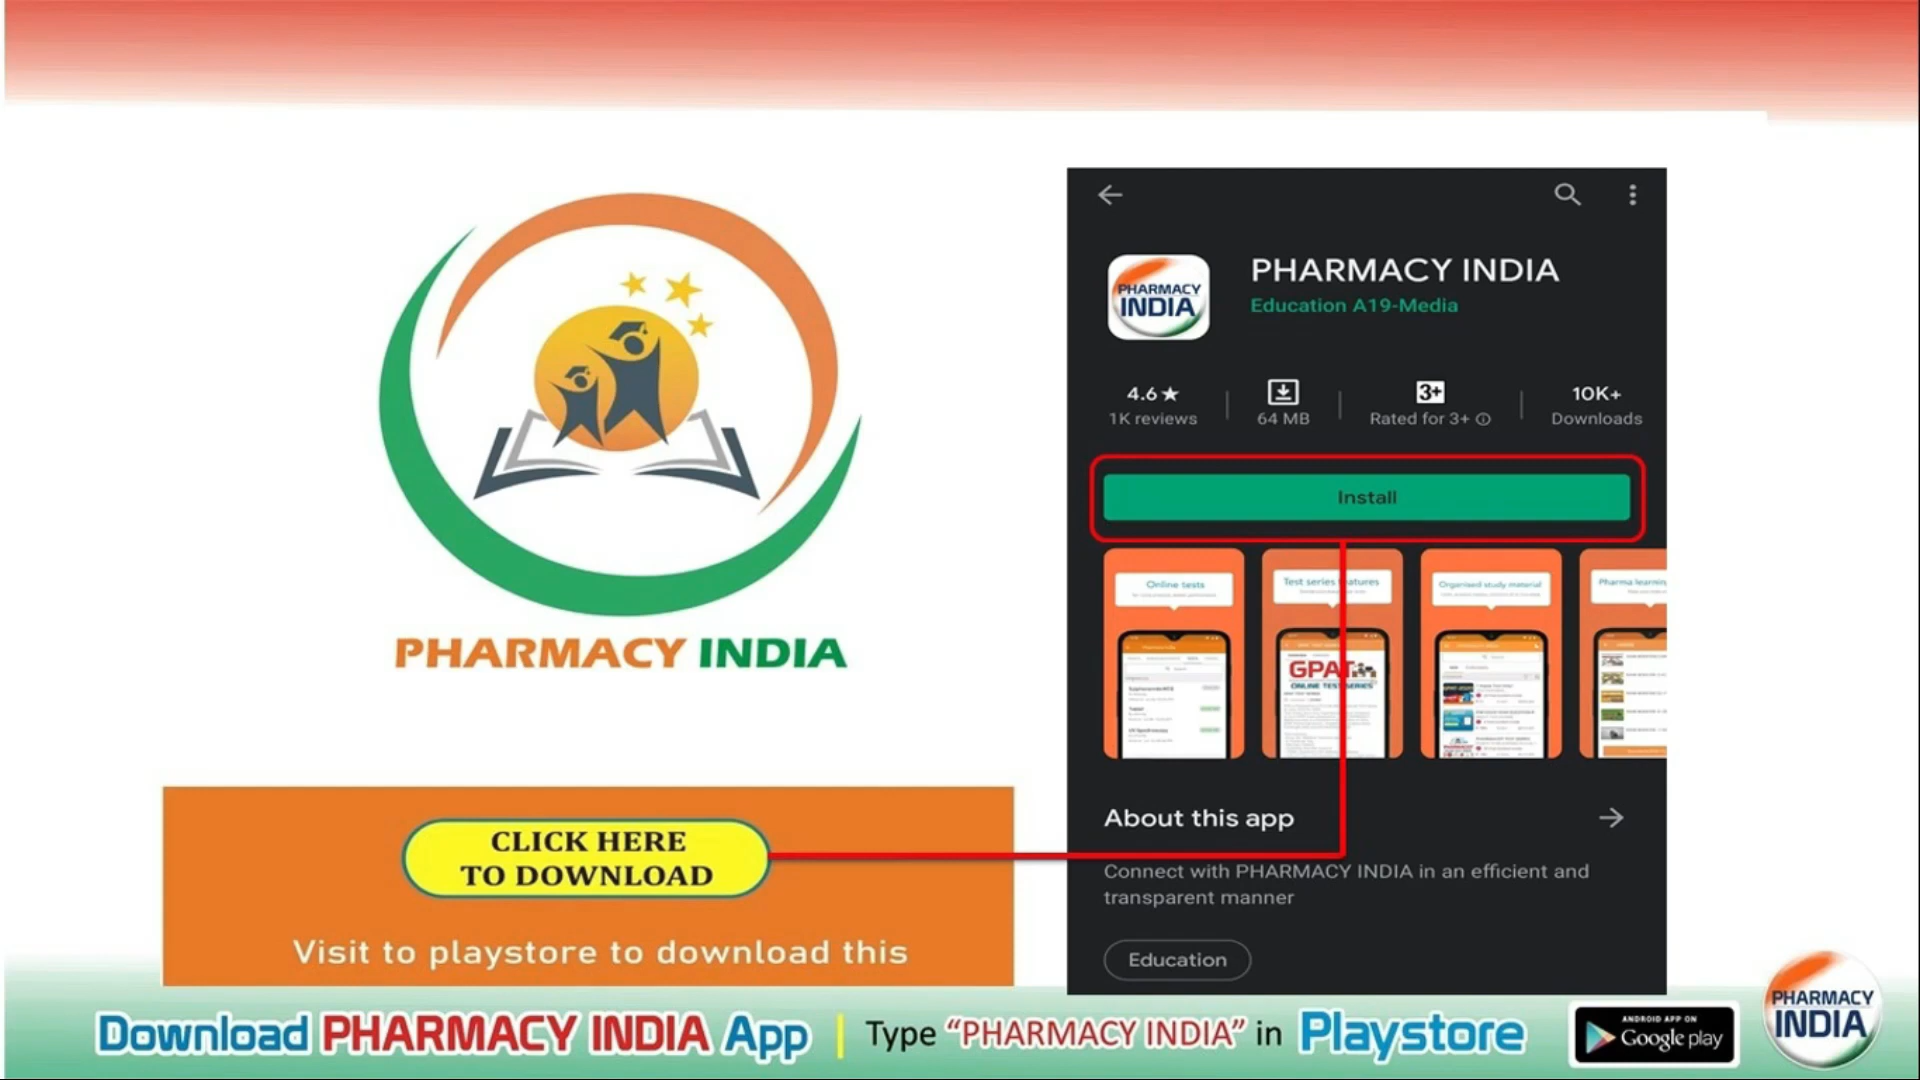 PHARMACY INDIA
CLICK HERE
TO DOWNLOAD
Visit to playstore to download this
PHARMACY
INDIA
PHARMACY INDIA
Education A19-Media
4.6★
1K reviews
64 MB
3+
Rated for 3+
10K+
Downloads
Install
Online tests
Test series features
Organised study material
Pharma learning
GPAT
ONLINE TEST SERIES
About this app
Connect with PHARMACY INDIA in an efficient and
transparent manner
Education
Download PHARMACY INDIA App | Type “PHARMACY INDIA” in Playstore
ANDROID APP ON
Google play
PHARMACY
INDIA